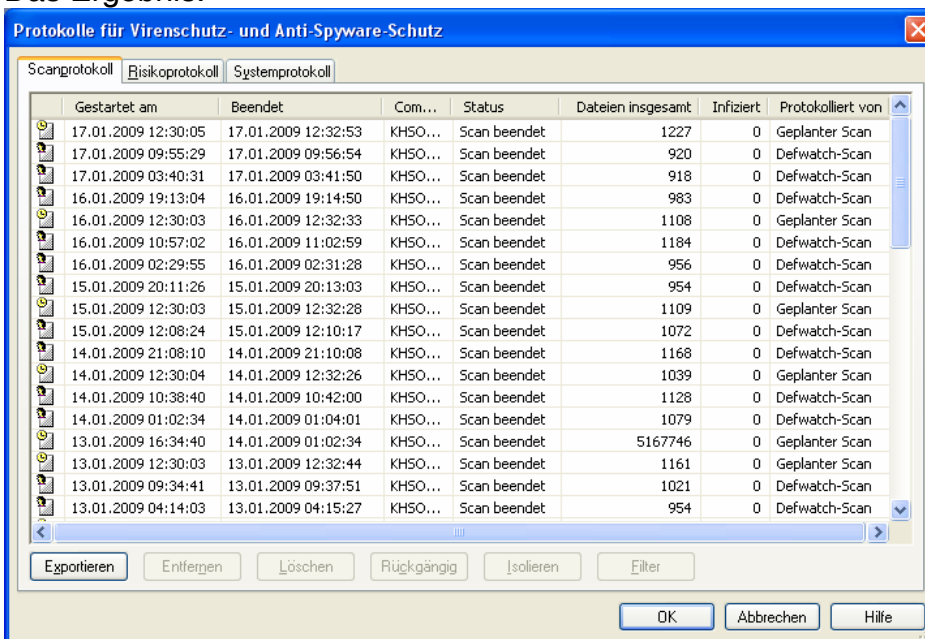 Das Ergebnis:
Protokolle für Virenschutz- und Anti-Spyware-Schutz
Scanprotokoll Risikoprotokoll Systemprotokoll
Gestartet am Beendet Com... Status Dateien insgesamt Infiziert Protokolliert von
17.01.2009 12:30:05 17.01.2009 12:32:53 KHSO... Scan beendet 1227 0 Geplanter Scan
17.01.2009 09:55:29 17.01.2009 09:56:54 KHSO... Scan beendet 920 0 Defwatch-Scan
17.01.2009 03:40:31 17.01.2009 03:41:50 KHSO... Scan beendet 918 0 Defwatch-Scan
16.01.2009 19:13:04 16.01.2009 19:14:50 KHSO... Scan beendet 983 0 Defwatch-Scan
16.01.2009 12:30:03 16.01.2009 12:32:33 KHSO... Scan beendet 1108 0 Geplanter Scan
16.01.2009 10:57:02 16.01.2009 11:02:59 KHSO... Scan beendet 1184 0 Defwatch-Scan
16.01.2009 02:29:55 16.01.2009 02:31:28 KHSO... Scan beendet 956 0 Defwatch-Scan
15.01.2009 20:11:26 15.01.2009 20:13:03 KHSO... Scan beendet 954 0 Defwatch-Scan
15.01.2009 12:30:03 15.01.2009 12:32:28 KHSO... Scan beendet 1109 0 Geplanter Scan
15.01.2009 12:08:24 15.01.2009 12:10:17 KHSO... Scan beendet 1072 0 Defwatch-Scan
14.01.2009 21:08:10 14.01.2009 21:10:08 KHSO... Scan beendet 1168 0 Defwatch-Scan
14.01.2009 12:30:04 14.01.2009 12:32:26 KHSO... Scan beendet 1039 0 Geplanter Scan
14.01.2009 10:38:40 14.01.2009 10:42:00 KHSO... Scan beendet 1128 0 Defwatch-Scan
14.01.2009 01:02:34 14.01.2009 01:04:01 KHSO... Scan beendet 1079 0 Defwatch-Scan
13.01.2009 16:34:40 14.01.2009 01:02:34 KHSO... Scan beendet 5167746 0 Geplanter Scan
13.01.2009 12:30:03 13.01.2009 12:32:44 KHSO... Scan beendet 1161 0 Geplanter Scan
13.01.2009 09:34:41 13.01.2009 09:37:51 KHSO... Scan beendet 1021 0 Defwatch-Scan
13.01.2009 04:14:03 13.01.2009 04:15:27 KHSO... Scan beendet 954 0 Defwatch-Scan
Exportieren Entfernen Löschen Rückgängig Isolieren Filter
OK Abbrechen Hilfe